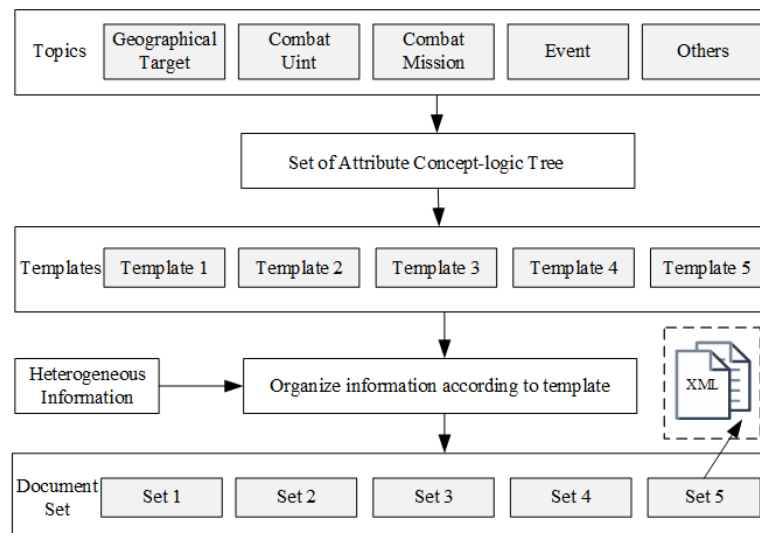 Topics
Geographical
Target
Combat
Uint
Combat
Mission
Event
Others
Set of Attribute Concept-logic Tree
Templates
Template 1
Template 2
Template 3
Template 4
Template 5
Heterogeneous
Information
Organize information according to template
XML
Document
Set
Set 1
Set 2
Set 3
Set 4
Set 5